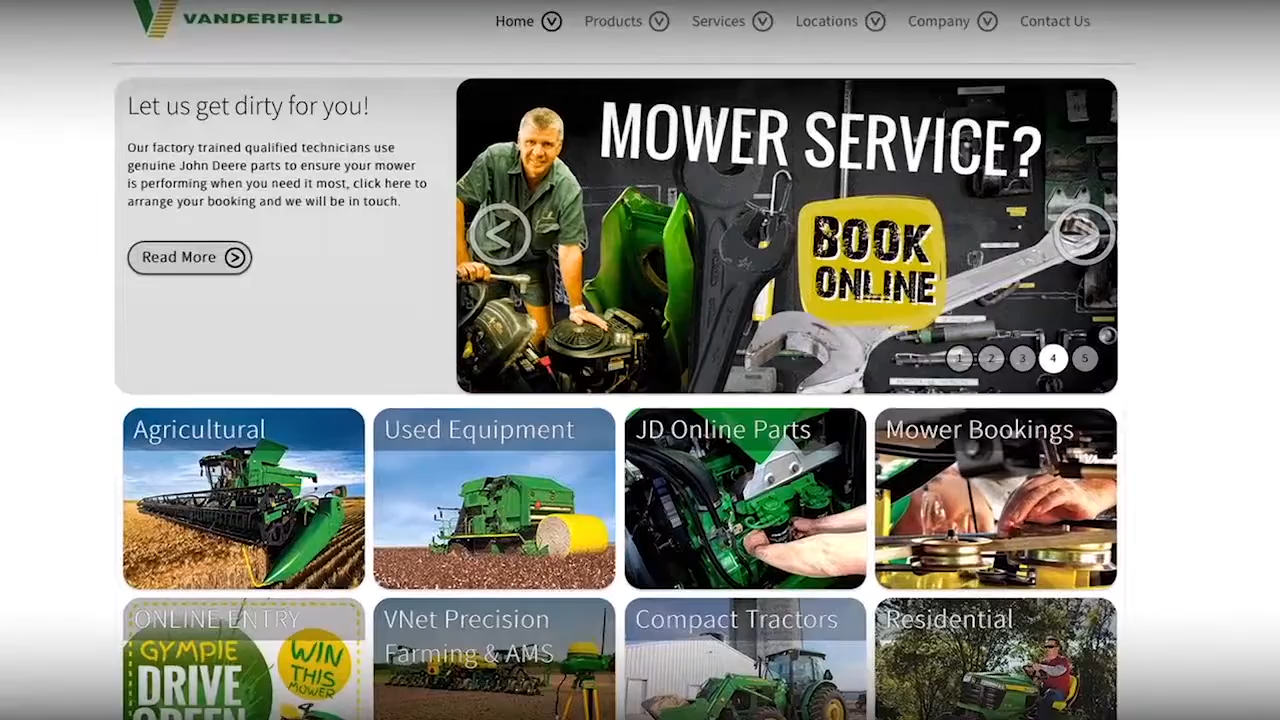 VANDERFIELD
Home
Products
Services
Locations
Company
Contact Us
Let us get dirty for you!
Our factory trained qualified technicians use
genuine John Deere parts to ensure your mower
is performing when you need it most, click here to
arrange your booking and we will be in touch.
Read More
MOWER SERVICE?
BOOK
ONLINE
1 2 3 4 5
Agricultural
Used Equipment
JD Online Parts
Mower Bookings
ONLINE ENTRY
GYMPIE
DRIVE
GREEN
WIN
THIS
MOWER
VNet Precision
Farming & AMS
Compact Tractors
Residential